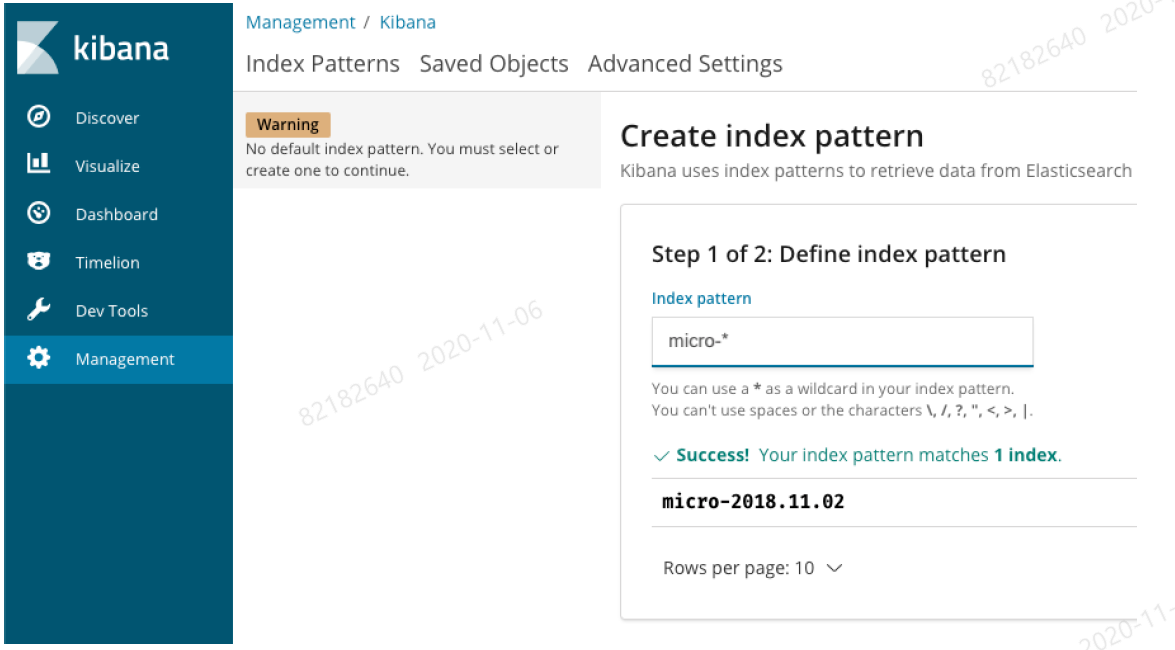 kibana
Discover
Visualize
Dashboard
Timelion
Dev Tools
Management
Management / Kibana
Index Patterns Saved Objects Advanced Settings
Warning
No default index pattern. You must select or
create one to continue.
Create index pattern
Kibana uses index patterns to retrieve data from Elasticsearch
Step 1 of 2: Define index pattern
Index pattern
micro-*
You can use a * as a wildcard in your index pattern.
You can't use spaces or the characters \, /, ?, ", <, >, |.
Success! Your index pattern matches 1 index.
micro-2018.11.02
Rows per page: 10
82182640 2020-11-06
82182640 2020-
2020-11-